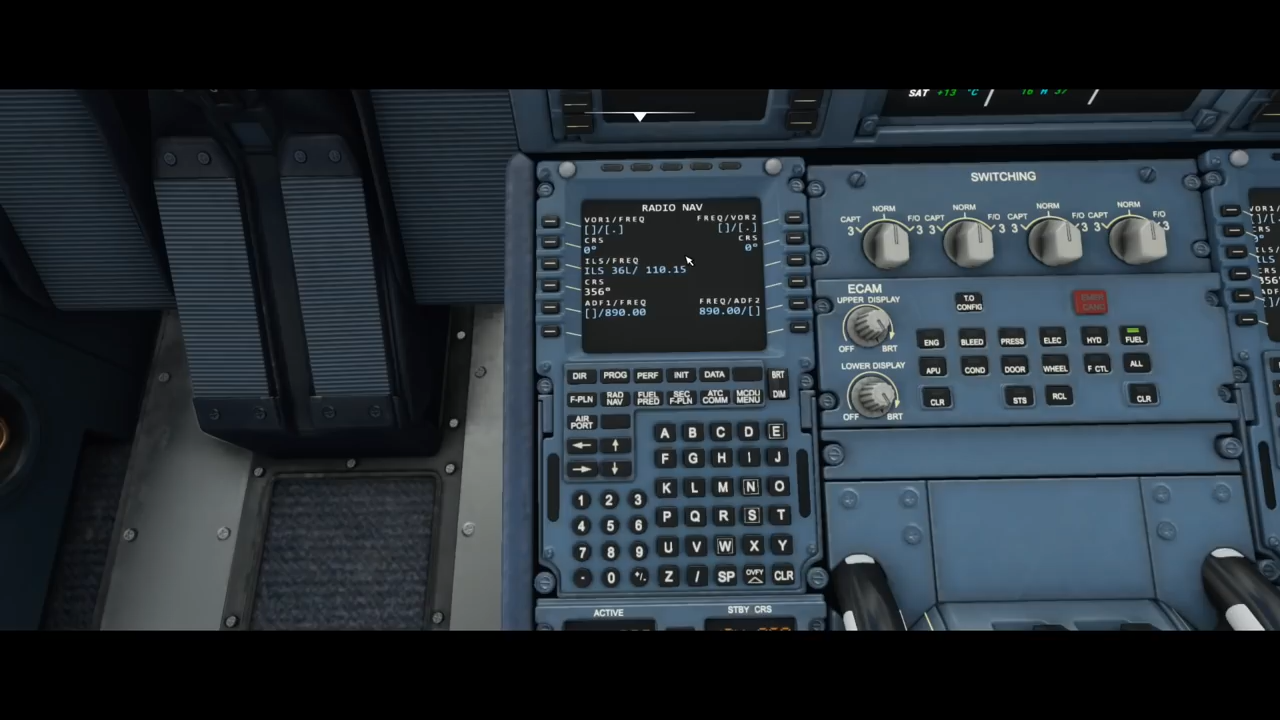 SAT +13 °C
SWITCHING
NORM NORM NORM NORM
CAPT F/O CAPT F/O CAPT F/O CAPT F/O
3 3 3 3 3 3 3 3
RADIO NAV
VOR1/FREQ FREQ/VOR2
[]/[.] []/[.]
CRS CRS
0° 0°
ILS/FREQ
ILS 36L/ 110.15
CRS
356°
ADF1/FREQ FREQ/ADF2
[]/890.00 890.00/[]
ECAM
UPPER DISPLAY
OFF BRT
LOWER DISPLAY
OFF BRT
T.O CONFIG
EMER CANC
ENG BLEED PRESS ELEC HYD FUEL
APU COND DOOR WHEEL F CTL ALL
CLR STS RCL CLR
DIR PROG PERF INIT DATA BRT
F-PLN RAD NAV FUEL PRED SEC F-PLN ATC COMM MCDU MENU DIM
AIR PORT
← ↑
→ ↓
A B C D E
F G H I J
K L M N O
P Q R S T
U V W X Y
Z / SP OVFY CLR
1 2 3
4 5 6
7 8 9
. 0 +/-
ACTIVE STBY CRS